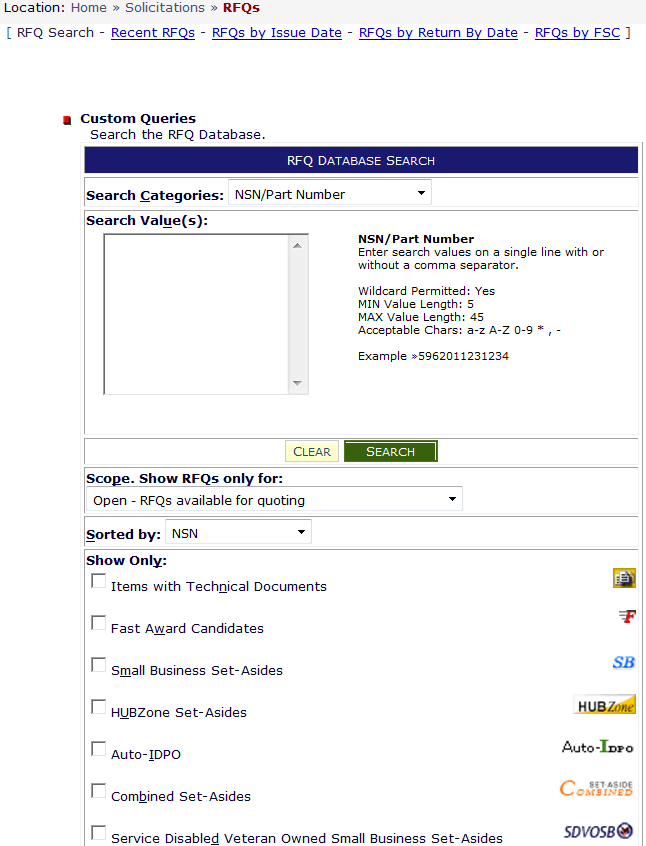 Location: Home » Solicitations » RFQs
[ RFQ Search - Recent RFQs - RFQs by Issue Date - RFQs by Return By Date - RFQs by FSC ]
Custom Queries
Search the RFQ Database.
RFQ DATABASE SEARCH
Search Categories: NSN/Part Number
Search Value(s):
NSN/Part Number
Enter search values on a single line with or
without a comma separator.
Wildcard Permitted: Yes
MIN Value Length: 5
MAX Value Length: 45
Acceptable Chars: a-z A-Z 0-9 * , -
Example »5962011231234
CLEAR SEARCH
Scope. Show RFQs only for:
Open - RFQs available for quoting
Sorted by: NSN
Show Only:
Items with Technical Documents
Fast Award Candidates F
Small Business Set-Asides SB
HUBZone Set-Asides HUBZone
Auto-IDPO Auto-IDPO
Combined Set-Asides SET-ASIDE COMBINED
Service Disabled Veteran Owned Small Business Set-Asides SDVOSB